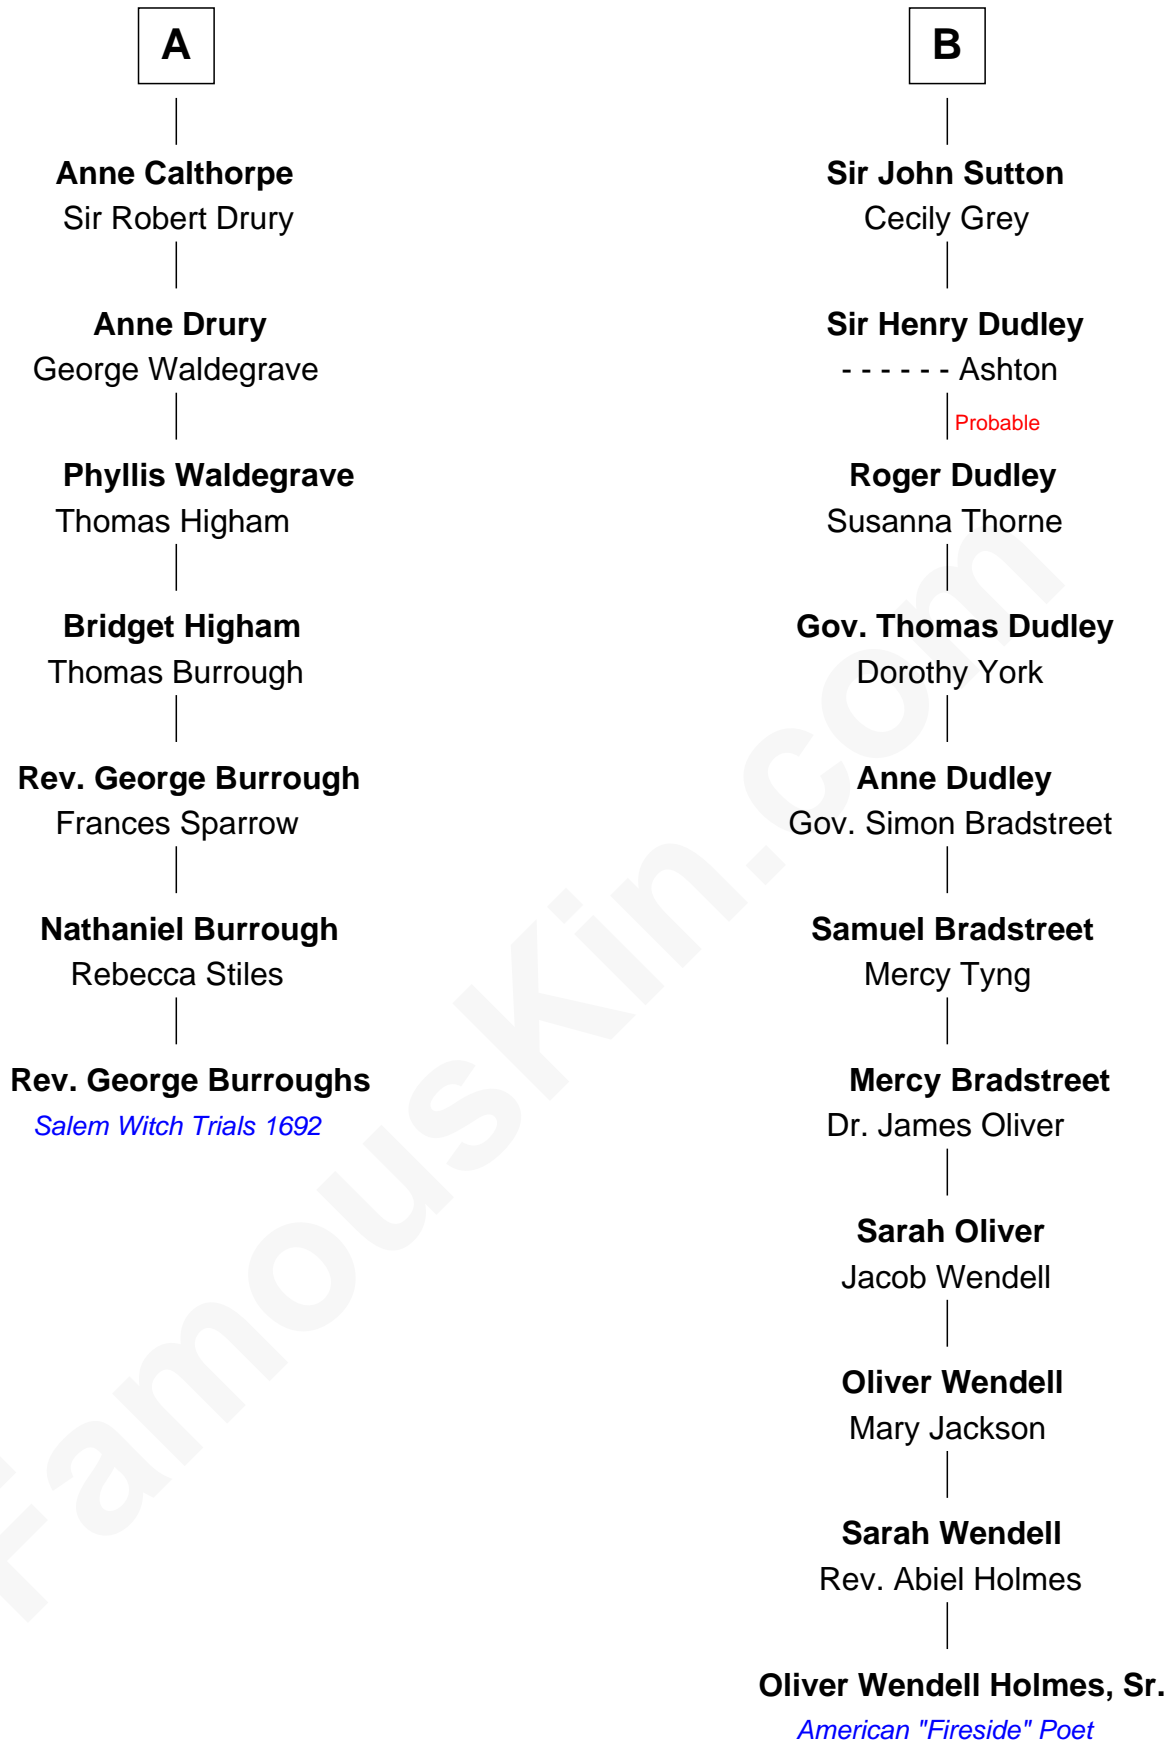 A
Anne Calthorpe
Sir Robert Drury
Anne Drury
George Waldegrave
Phyllis Waldegrave
Thomas Higham
Bridget Higham
Thomas Burrough
Rev. George Burrough
Frances Sparrow
Nathaniel Burrough
Rebecca Stiles
Rev. George Burroughs
Salem Witch Trials 1692
B
Sir John Sutton
Cecily Grey
Sir Henry Dudley
- - - - - - Ashton
Probable
Roger Dudley
Susanna Thorne
Gov. Thomas Dudley
Dorothy York
Anne Dudley
Gov. Simon Bradstreet
Samuel Bradstreet
Mercy Tyng
Mercy Bradstreet
Dr. James Oliver
Sarah Oliver
Jacob Wendell
Oliver Wendell
Mary Jackson
Sarah Wendell
Rev. Abiel Holmes
Oliver Wendell Holmes, Sr.
American "Fireside" Poet
FamousKin.com